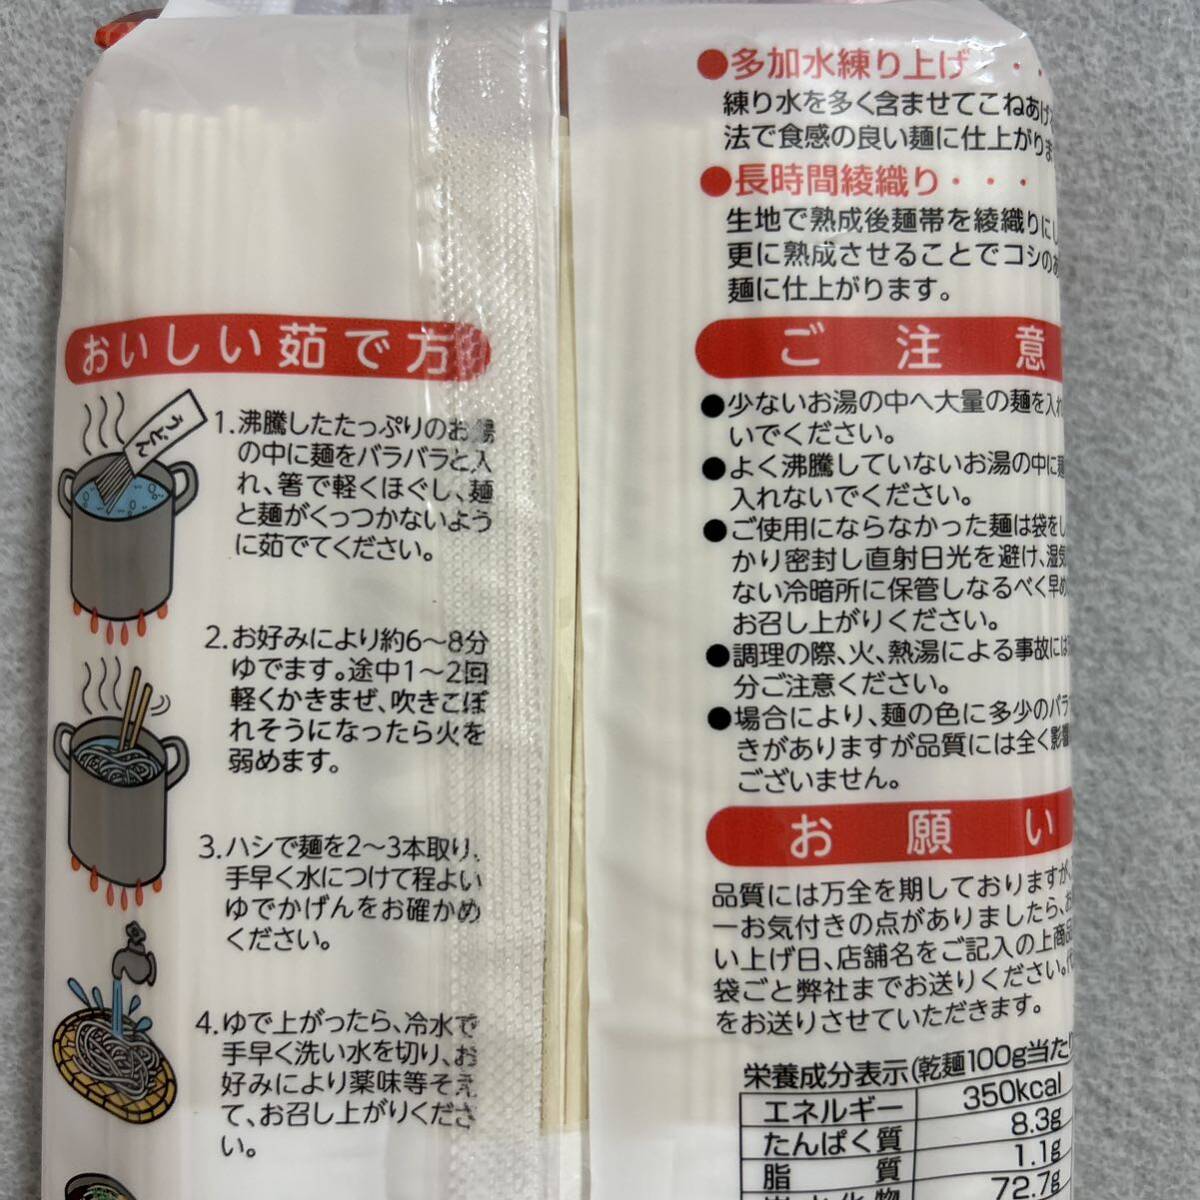 おいしい茹で方
うどん
1.沸騰したたっぷりのお湯
の中に麺をバラバラと入
れ、箸で軽くほぐし、麺
と麺がくっつかないよう
に茹でてください。
2.お好みにより約6〜8分
ゆでます。途中1〜2回
軽くかきまぜ、吹きこぼ
れそうになったら火を
弱めます。
3.ハシで麺を2〜3本取り、
手早く水につけて程よい
ゆでかげんをお確かめ
ください。
4.ゆで上がったら、冷水で
手早く洗い水を切り、お
好みにより薬味等そえ
て、お召し上がりくださ
い。
●多加水練り上げ・・・
練り水を多く含ませてこねあげ
法で食感の良い麺に仕上がりま
●長時間綾織り・・・
生地で熟成後麺帯を綾織りにし
更に熟成させることでコシのあ
麺に仕上がります。
ご注意
●少ないお湯の中へ大量の麺を入れ
いでください。
●よく沸騰していないお湯の中に麺
入れないでください。
●ご使用にならなかった麺は袋をし
かり密封し直射日光を避け、湿気
ない冷暗所に保管しなるべく早め
お召し上がりください。
●調理の際、火、熱湯による事故には
分ご注意ください。
●場合により、麺の色に多少のバラ
きがありますが品質には全く影響
ございません。
お願い
品質には万全を期しておりますが、
一お気付きの点がありましたら、お
い上げ日、店舗名をご記入の上商品
袋ごと弊社までお送りください。代
をお送りさせていただきます。
栄養成分表示(乾麺100g当たり
エネルギー 350kcal
たんぱく質 8.3g
脂質 1.1g
72.7g